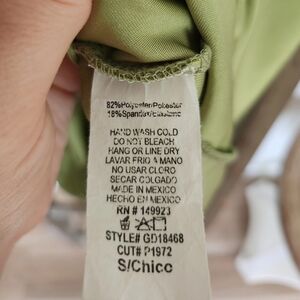 82%Polyester/Poliester
18%Spandex/Elastano
HAND WASH COLD
DO NOT BLEACH
HANG OR LINE DRY
LAVAR FRIO A MANO
NO USAR CLORO
SECAR COLGADO
MADE IN MEXICO
HECHO EN MEXICO
RN # 149923
STYLE# GD18468
CUT# P1972
S/Chico